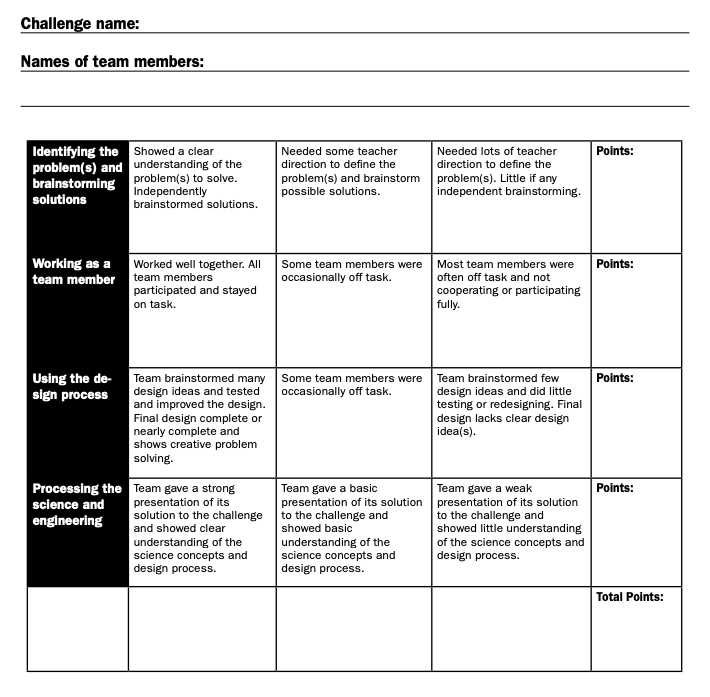 Challenge name:
Names of team members:
Identifying the
problem(s) and
brainstorming
solutions
Showed a clear
understanding of the
problem(s) to solve.
Independently
brainstormed solutions.
Needed some teacher
direction to define the
problem(s) and brainstorm
possible solutions.
Needed lots of teacher
direction to define the
problem(s). Little if any
independent brainstorming.
Points:
Working as a
team member
Worked well together. All
team members
participated and stayed
on task.
Some team members were
occasionally off task.
Most team members were
often off task and not
cooperating or participating
fully.
Points:
Using the de-
sign process
Team brainstormed many
design ideas and tested
and improved the design.
Final design complete or
nearly complete and
shows creative problem
solving.
Some team members were
occasionally off task.
Team brainstormed few
design ideas and did little
testing or redesigning. Final
design lacks clear design
idea(s).
Points:
Processing the
science and
engineering
Team gave a strong
presentation of its
solution to the challenge
and showed clear
understanding of the
science concepts and
design process.
Team gave a basic
presentation of its solution
to the challenge and
showed basic
understanding of the
science concepts and
design process.
Team gave a weak
presentation of its solution
to the challenge and
showed little understanding
of the science concepts and
design process.
Points:
Total Points: